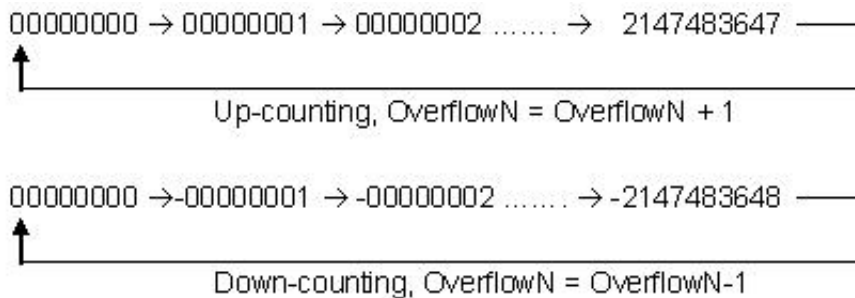 00000000 → 00000001 → 00000002 ....... → 2147483647
Up-counting, OverflowN = OverflowN + 1
00000000 →-00000001 → -00000002 ....... → -2147483648
Down-counting, OverflowN = OverflowN-1